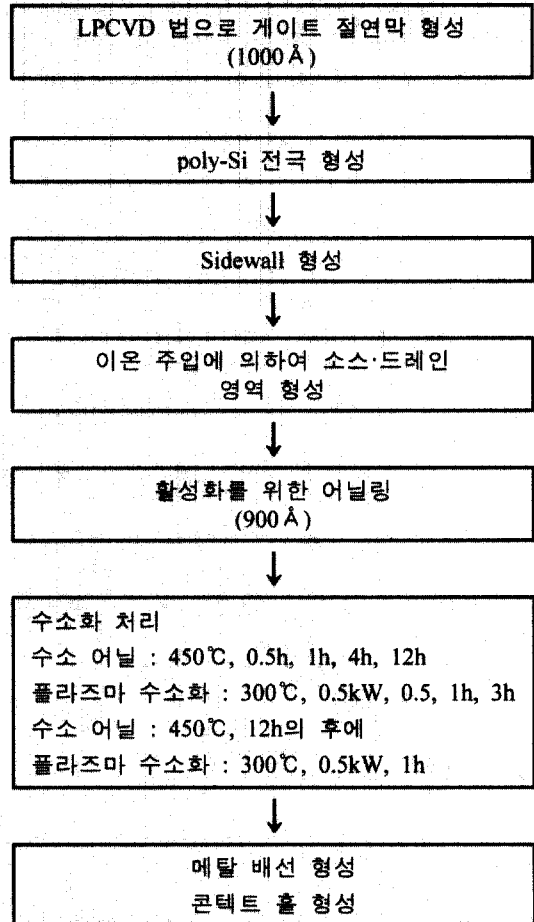 LPCVD 법으로 게이트 절연막 형성
(1000Å)
poly-Si 전극 형성
Sidewall 형성
이온 주입에 의하여 소스·드레인
영역 형성
활성화를 위한 어닐링
(900Å)
수소화 처리
수소 어닐 : 450℃, 0.5h, 1h, 4h, 12h
플라즈마 수소화 : 300℃, 0.5kW, 0.5, 1h, 3h
수소 어닐 : 450℃, 12h의 후에
플라즈마 수소화 : 300℃, 0.5kW, 1h
메탈 배선 형성
콘텍트 홀 형성